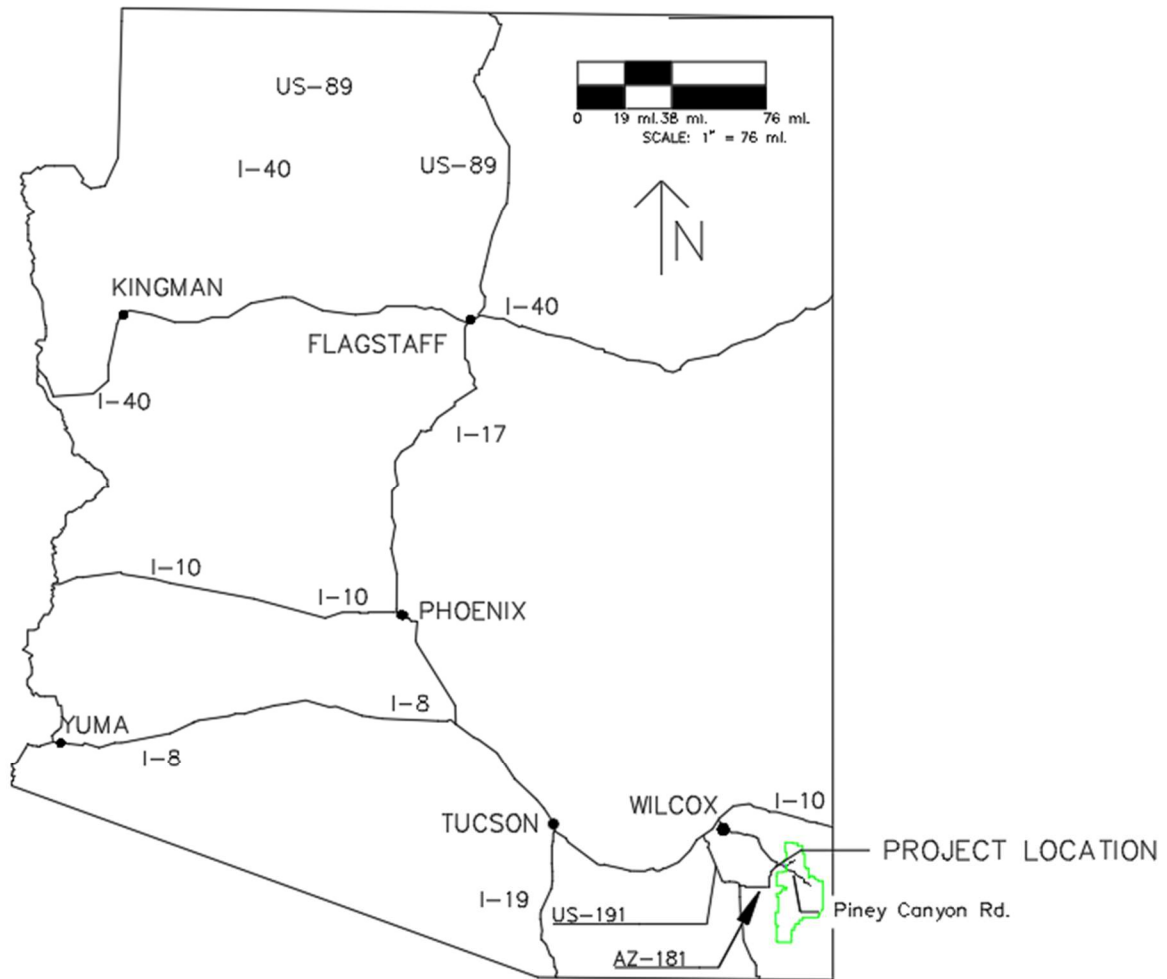 US-89
0 19 mi. 38 mi. 76 mi.
SCALE: 1" = 76 mi.
I-40
US-89
N
KINGMAN
I-40
FLAGSTAFF
I-40
I-17
I-10
I-10
PHOENIX
I-8
YUMA
I-8
WILCOX
I-10
TUCSON
PROJECT LOCATION
I-19
US-191
Piney Canyon Rd.
AZ-181